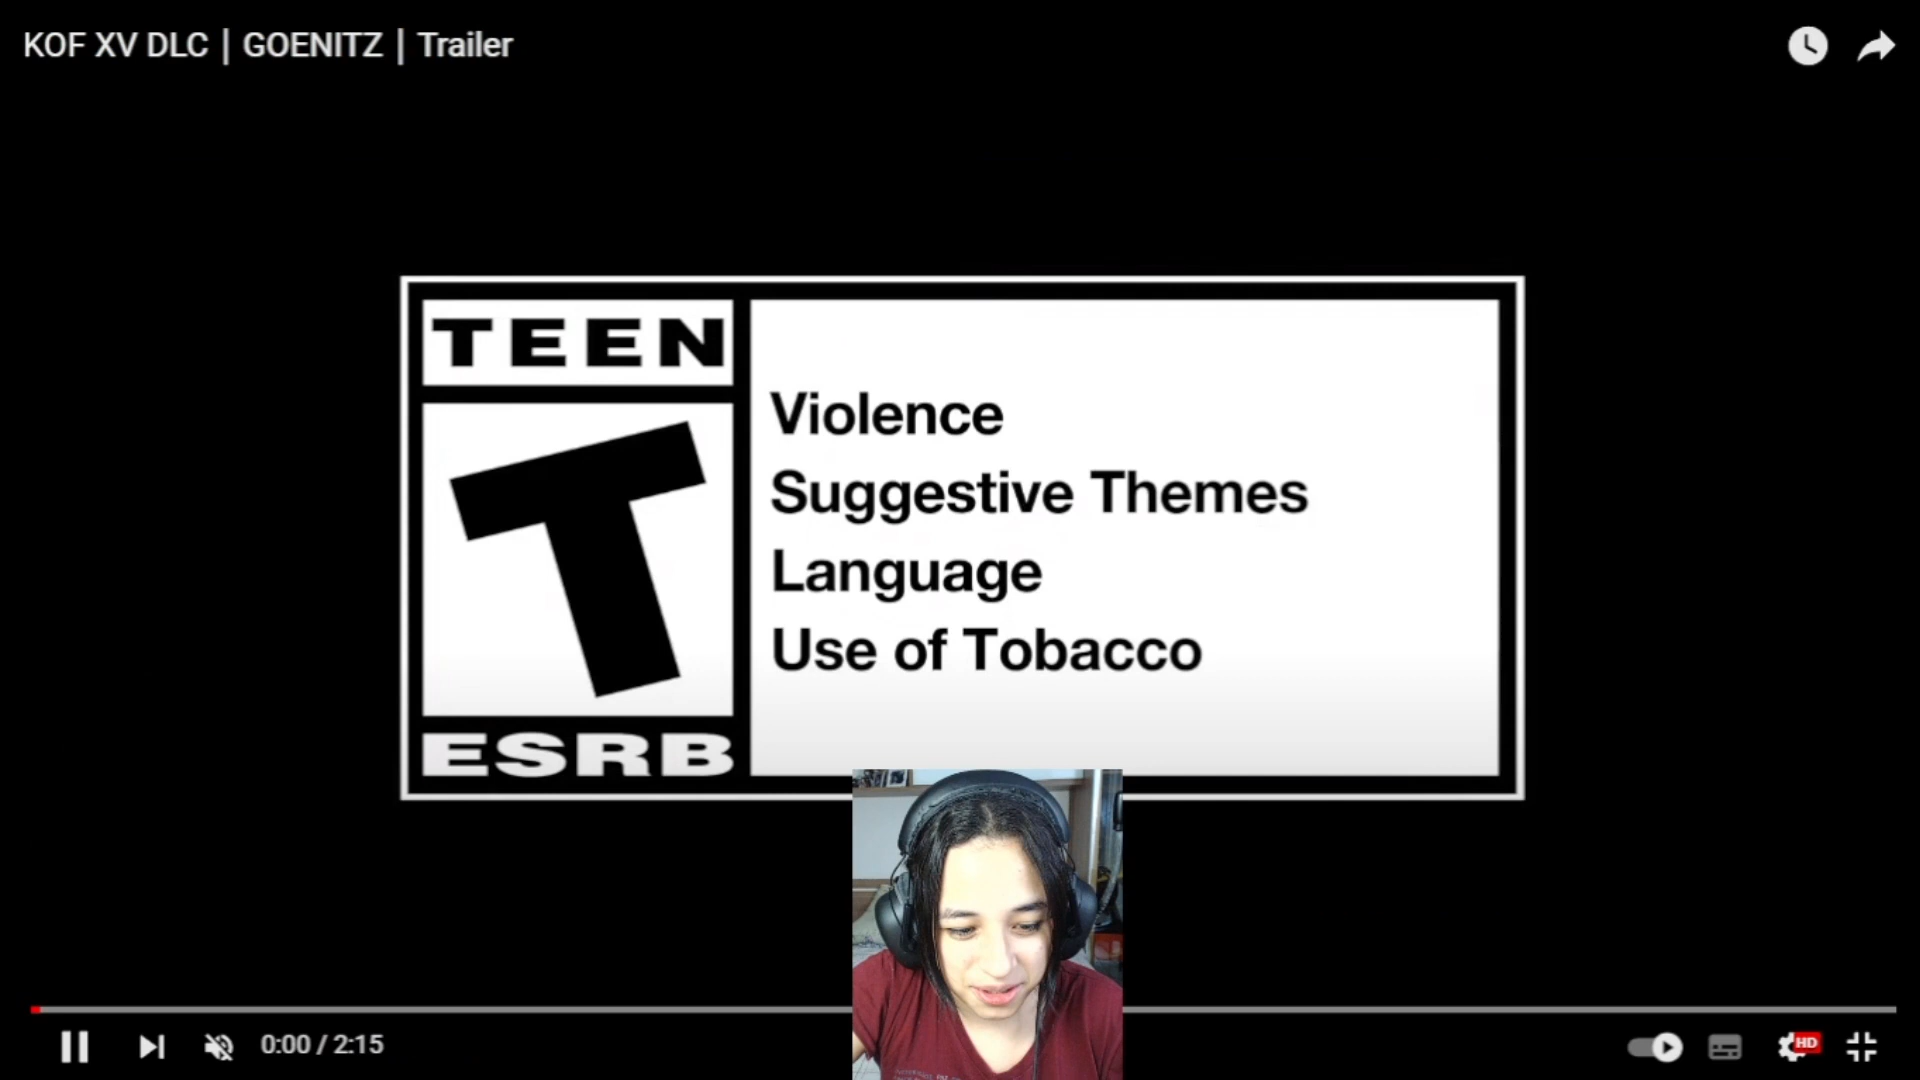 KOF XV DLC | GOENITZ | Trailer
TEEN
T
ESRB
Violence
Suggestive Themes
Language
Use of Tobacco
0:00 / 2:15
HD